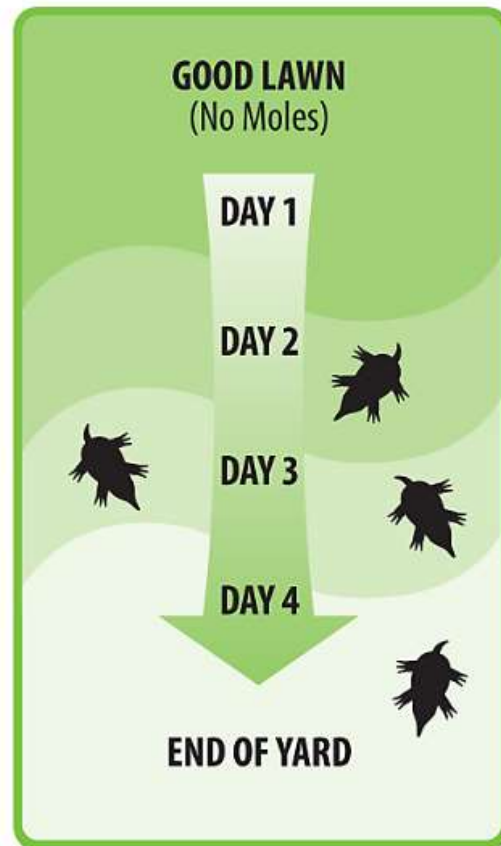 GOOD LAWN
(No Moles)
DAY 1
DAY 2
DAY 3
DAY 4
END OF YARD